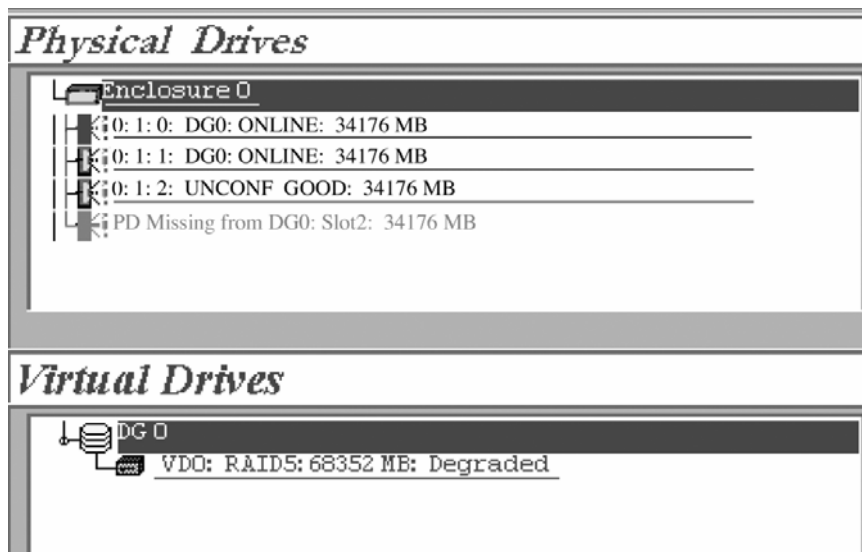 Physical Drives
Enclosure 0
0: 1: 0: DG0: ONLINE: 34176 MB
0: 1: 1: DG0: ONLINE: 34176 MB
0: 1: 2: UNCONF GOOD: 34176 MB
PD Missing from DG0: Slot2: 34176 MB
Virtual Drives
DG 0
VD0: RAID5: 68352 MB: Degraded